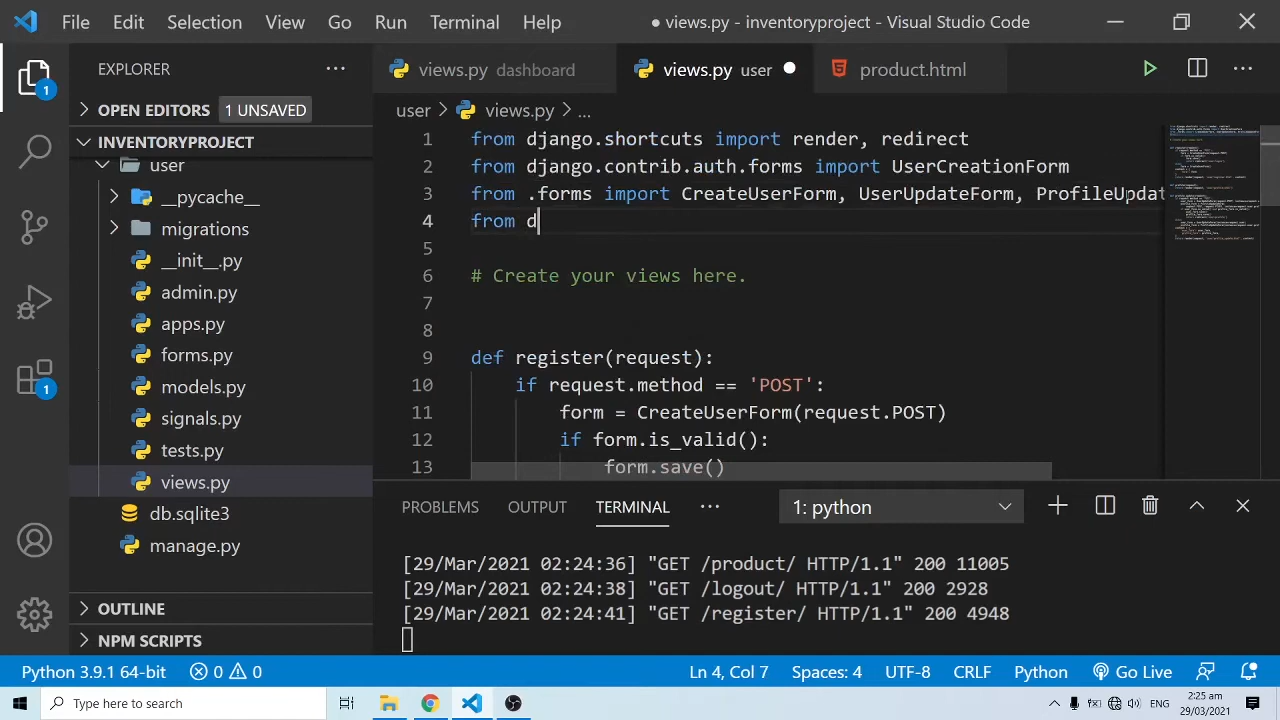 File Edit Selection View Go Run Terminal Help
● views.py - inventoryproject - Visual Studio Code
EXPLORER
views.py dashboard
views.py user
product.html
1
OPEN EDITORS 1 UNSAVED
user > views.py > ...
INVENTORYPROJECT
user
__pycache__
migrations
__init__.py
admin.py
apps.py
forms.py
models.py
signals.py
tests.py
views.py
db.sqlite3
manage.py
OUTLINE
NPM SCRIPTS
1
1 from django.shortcuts import render, redirect
2 from django.contrib.auth.forms import UserCreationForm
3 from .forms import CreateUserForm, UserUpdateForm, ProfileUpdat
4 from d
5
6 # Create your views here.
7
8
9 def register(request):
10 if request.method == 'POST':
11 form = CreateUserForm(request.POST)
12 if form.is_valid():
13 form.save()
PROBLEMS OUTPUT TERMINAL ... 1: python
[29/Mar/2021 02:24:36] "GET /product/ HTTP/1.1" 200 11005
[29/Mar/2021 02:24:38] "GET /logout/ HTTP/1.1" 200 2928
[29/Mar/2021 02:24:41] "GET /register/ HTTP/1.1" 200 4948
Python 3.9.1 64-bit 0 0 Ln 4, Col 7 Spaces: 4 UTF-8 CRLF Python Go Live
Type here to search
ENG
2:25 am
29/03/2021